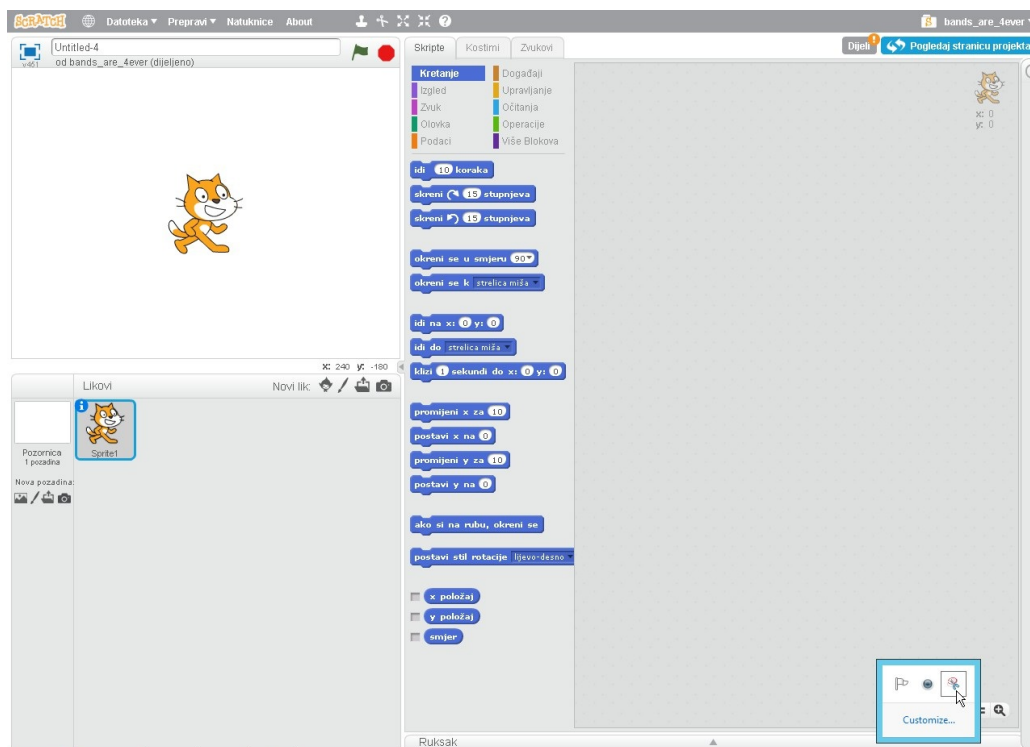 SCRATCH Datoteka Prepravi Natuknice About bands_are_4ever
Untitled-4
v461 od bands_are_4ever (dijeljeno)
Skripte Kostimi Zvukovi Dijeli Pogledaj stranicu projekta
Kretanje Događaji
Izgled Upravljanje
Zvuk Očitanja
Olovka Operacije
Podaci Više Blokova
x: 0
y: 0
idi 10 koraka
skreni 15 stupnjeva
skreni 15 stupnjeva
okreni se u smjeru 90
okreni se k strelica miša
idi na x: 0 y: 0
idi do strelica miša
klizi 1 sekundi do x: 0 y: 0
promijeni x za 10
postavi x na 0
promijeni y za 10
postavi y na 0
ako si na rubu, okreni se
postavi stil rotacije lijevo-desno
x položaj
y položaj
smjer
X: 240 y: -180
Likovi Novi lik:
Pozornica
1 pozadina
Sprite1
Nova pozadina:
Customize...
Ruksak